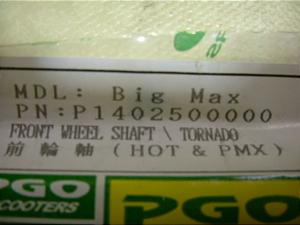 MDL: Big Max
PN:P1402500000
FRONT WHEEL SHAFT \ TORNADO
前輪軸 (HOT & PMX)
PGO
SCOOTERS
PGO